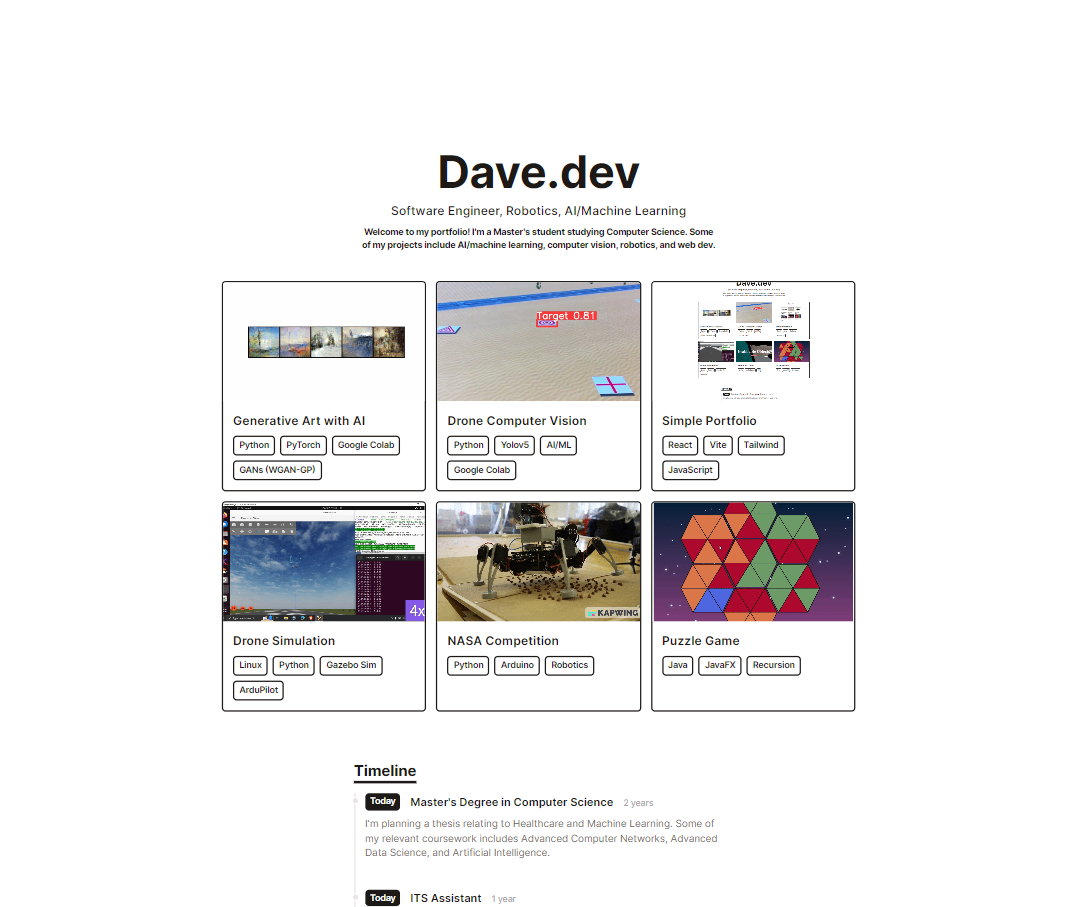 Dave.dev
Software Engineer, Robotics, AI/Machine Learning
Welcome to my portfolio! I'm a Master's student studying Computer Science. Some
of my projects include AI/machine learning, computer vision, robotics, and web dev.
Target 0.81
Dave.dev
Generative Art with AI
Python PyTorch Google Colab
GANs (WGAN-GP)
Drone Computer Vision
Python Yolov5 AI/ML
Google Colab
Simple Portfolio
React Vite Tailwind
JavaScript
4x
KAPWING
Drone Simulation
Linux Python Gazebo Sim
ArduPilot
NASA Competition
Python Arduino Robotics
Puzzle Game
Java JavaFX Recursion
Timeline
Today Master's Degree in Computer Science 2 years
I'm planning a thesis relating to Healthcare and Machine Learning. Some of
my relevant coursework includes Advanced Computer Networks, Advanced
Data Science, and Artificial Intelligence.
Today ITS Assistant 1 year